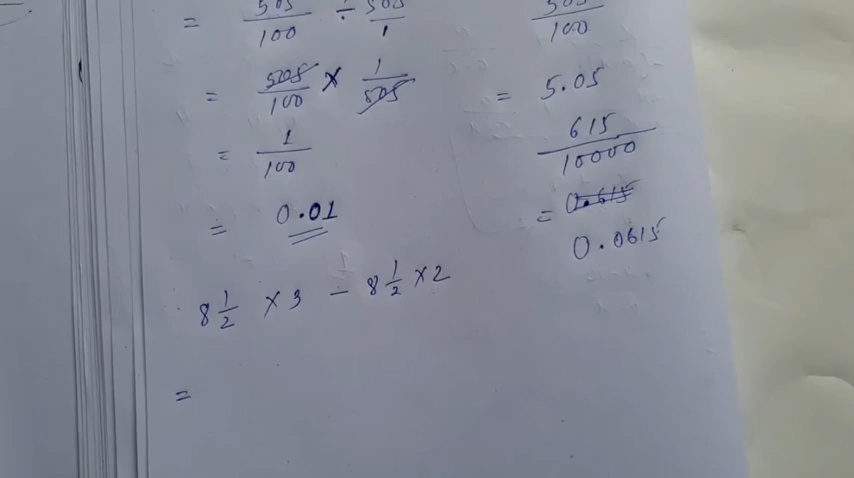 = 505/100 ÷ 505/1
= 505/100 × 1/505
= 1/100
= 0.01
505/100
= 5.05
615/10000
= 0.615
0.0615
8 1/2 × 3 - 8 1/2 × 2
=